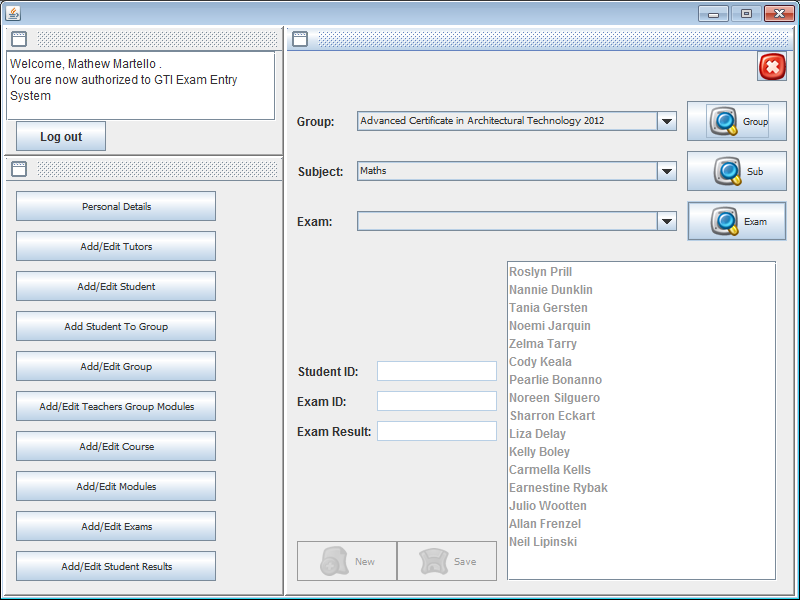 Welcome, Mathew Martello .
You are now authorized to GTI Exam Entry
System
Log out
Personal Details
Add/Edit Tutors
Add/Edit Student
Add Student To Group
Add/Edit Group
Add/Edit Teachers Group Modules
Add/Edit Course
Add/Edit Modules
Add/Edit Exams
Add/Edit Student Results
Group:
Advanced Certificate in Architectural Technology 2012
Group
Subject:
Maths
Sub
Exam:
Exam
Student ID:
Exam ID:
Exam Result:
New
Save
Roslyn Prill
Nannie Dunklin
Tania Gersten
Noemi Jarquin
Zelma Tarry
Cody Keala
Pearlie Bonanno
Noreen Silguero
Sharron Eckart
Liza Delay
Kelly Boley
Carmella Kells
Earnestine Rybak
Julio Wootten
Allan Frenzel
Neil Lipinski